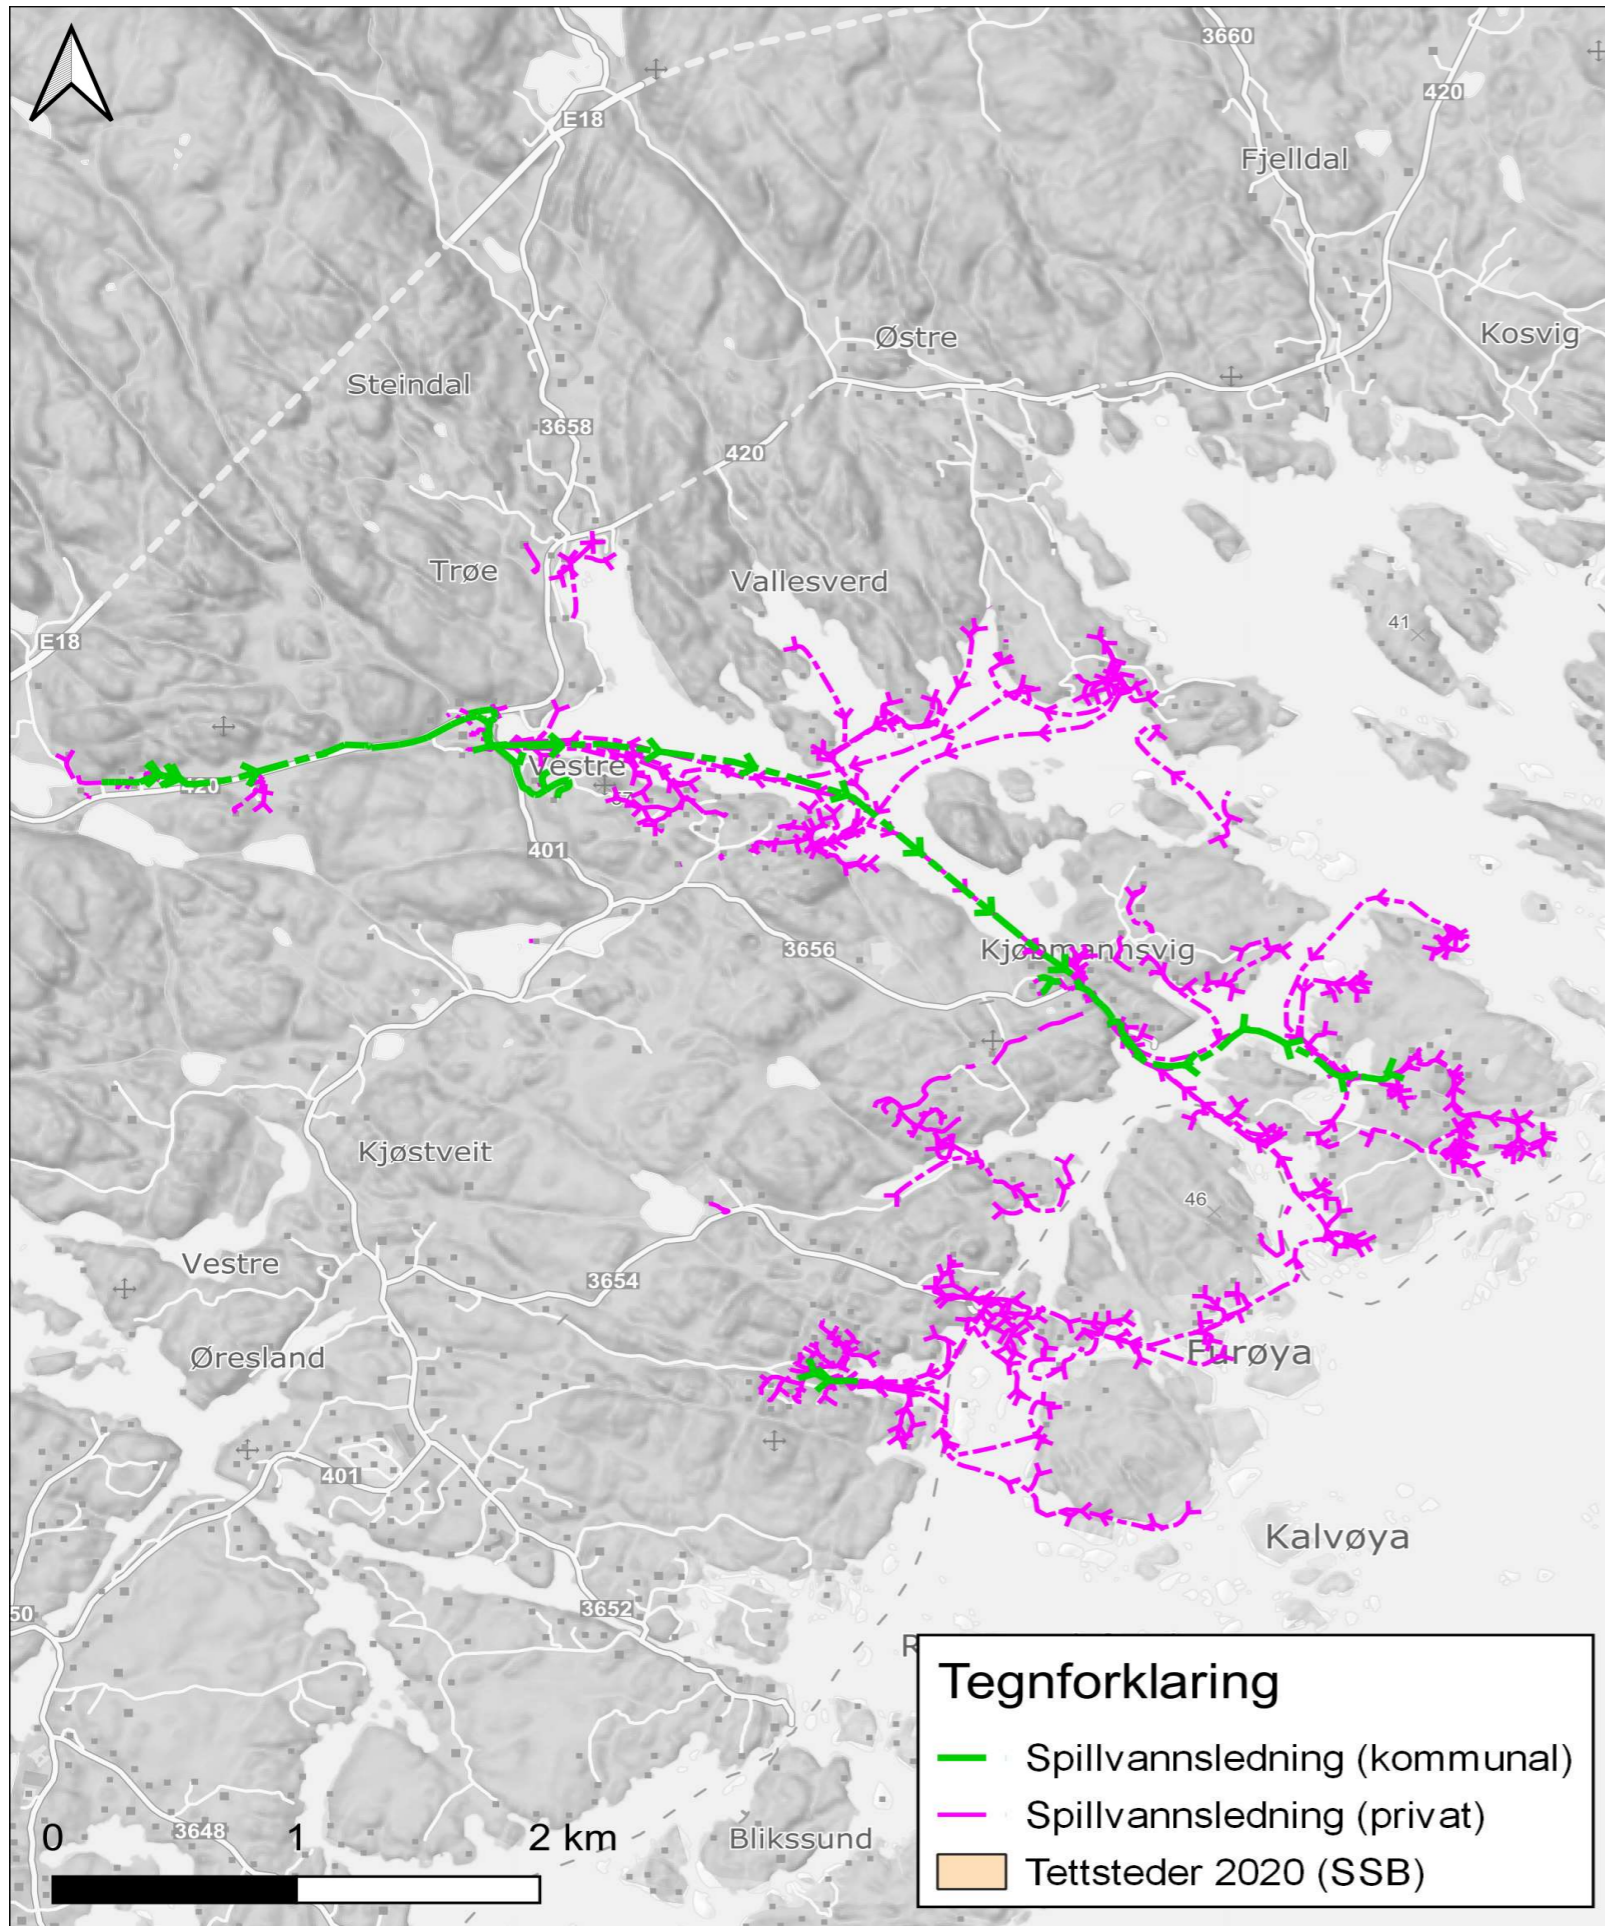 3660
420
E18
Fjelldal
Østre
Kosvig
Steindal
3658
420
Trøe
Vallesverd
41
E18
Vestre
420
57
401
3656
Kjøbmannsvig
Kjøstveit
46
Vestre
3654
Øresland
Furøya
401
Kalvøya
50
3652
R
Tegnforklaring
Spillvannsledning (kommunal)
Spillvannsledning (privat)
Tettsteder 2020 (SSB)
3648
0 1 2 km
Blikssund